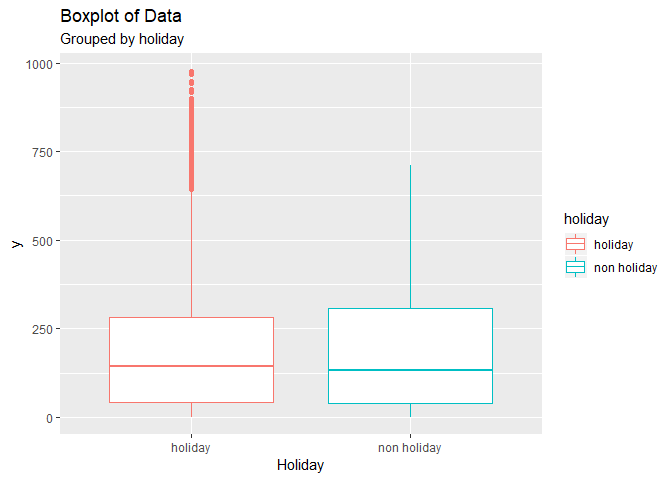 Boxplot of Data
Grouped by holiday
1000
750
500
250
0
y
holiday
non holiday
Holiday
holiday
holiday
non holiday